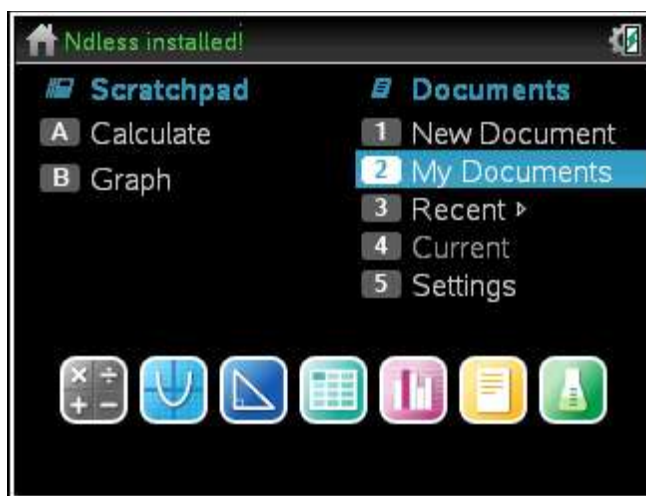 Ndless installed!
Scratchpad
A Calculate
B Graph
Documents
1 New Document
2 My Documents
3 Recent ▷
4 Current
5 Settings